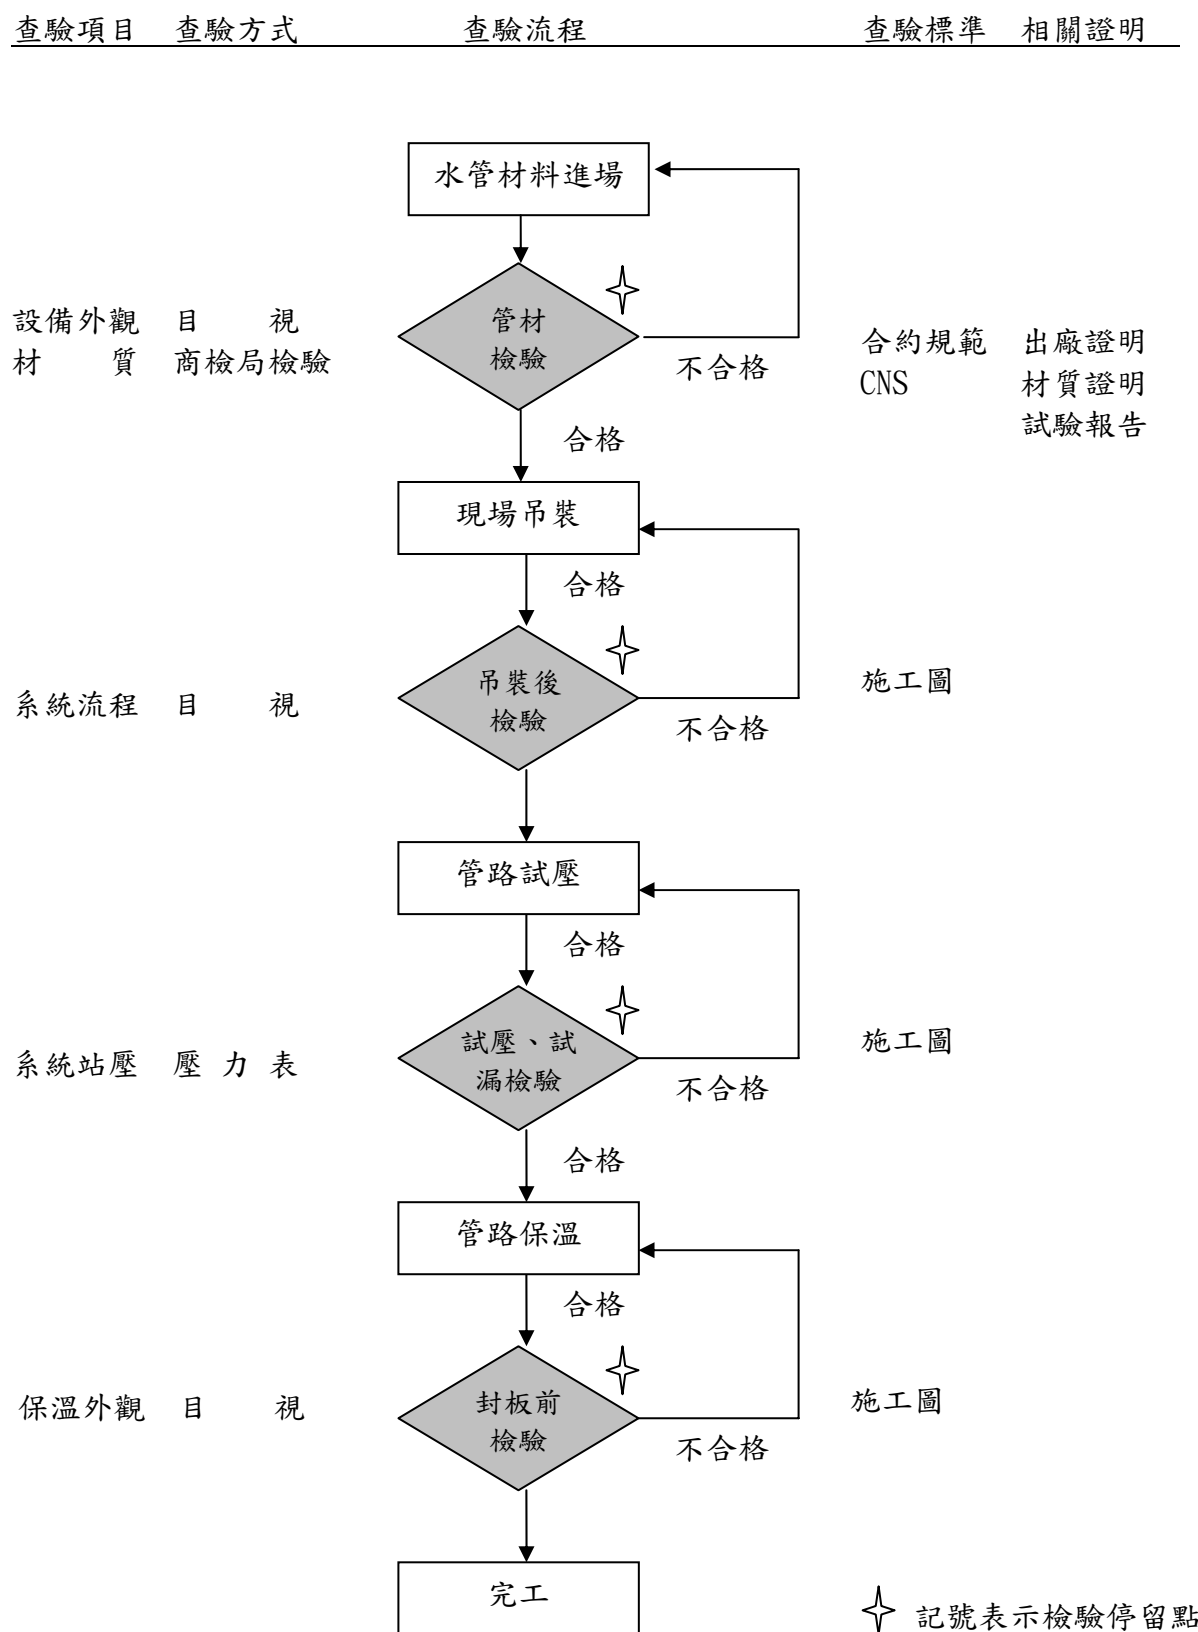 查驗項目 查驗方式 查驗流程 查驗標準 相關證明
水管材料進場
設備外觀 目 視
材 質 商檢局檢驗
管材
檢驗
不合格
合約規範 出廠證明
CNS 材質證明
試驗報告
合格
現場吊裝
合格
系統流程 目 視
吊裝後
檢驗
不合格
施工圖
管路試壓
合格
系統站壓 壓 力 表
試壓、試
漏檢驗
不合格
施工圖
合格
管路保溫
合格
保溫外觀 目 視
封板前
檢驗
不合格
施工圖
完工
記號表示檢驗停留點